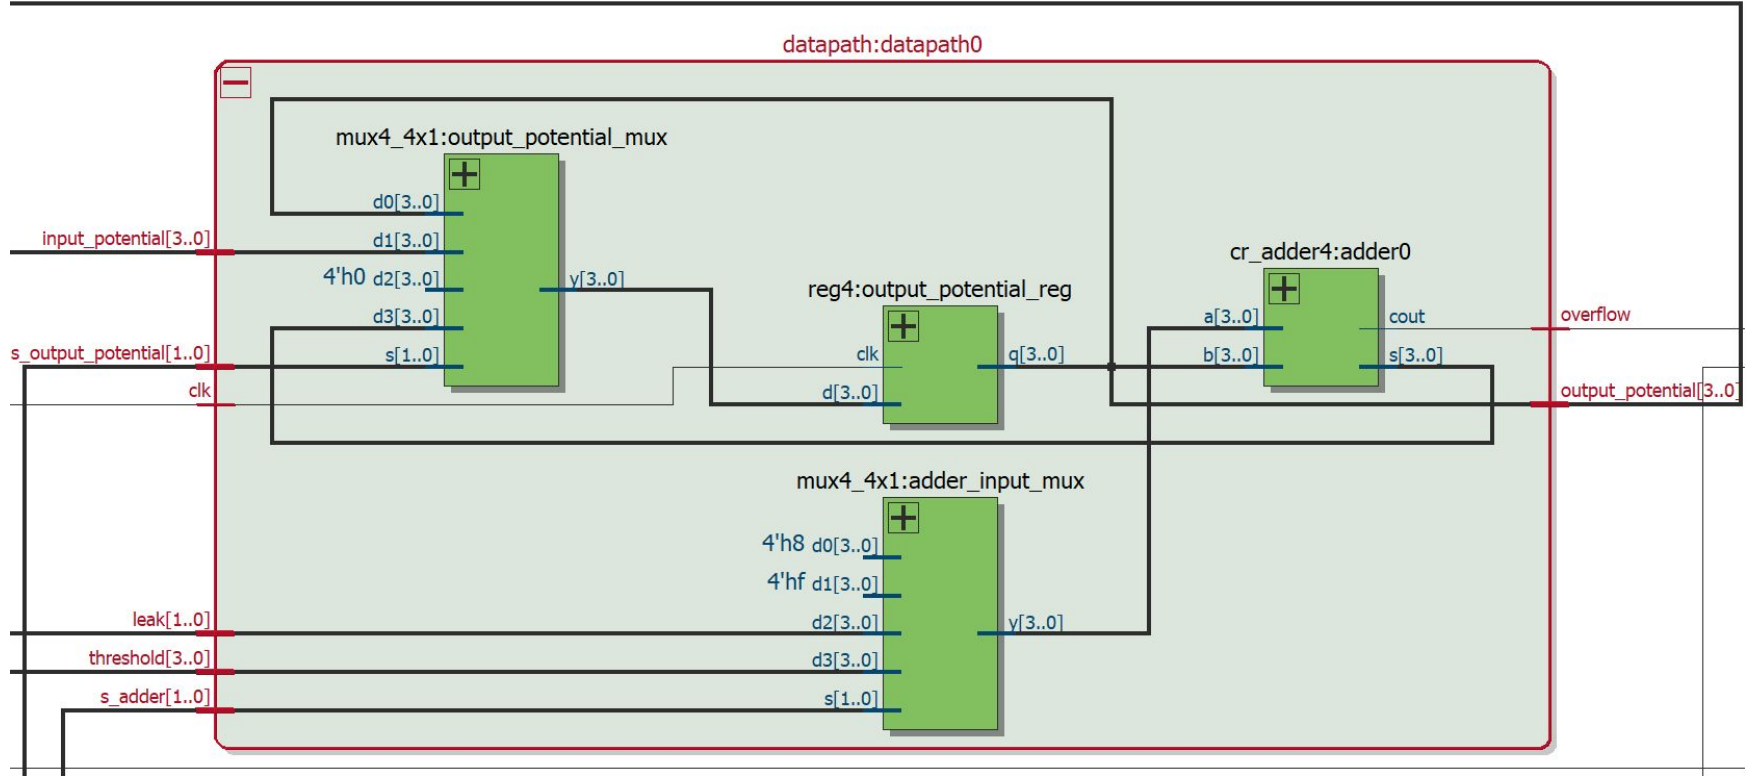 datapath:datapath0
mux4_4x1:output_potential_mux
d0[3..0]
input_potential[3..0]
d1[3..0]
4'h0 d2[3..0]
y[3..0]
d3[3..0]
s_output_potential[1..0]
s[1..0]
clk
reg4:output_potential_reg
clk
q[3..0]
d[3..0]
cr_adder4:adder0
a[3..0]
cout
overflow
b[3..0]
s[3..0]
output_potential[3..0]
mux4_4x1:adder_input_mux
4'h8 d0[3..0]
4'hf d1[3..0]
leak[1..0]
d2[3..0]
y[3..0]
threshold[3..0]
d3[3..0]
s_adder[1..0]
s[1..0]